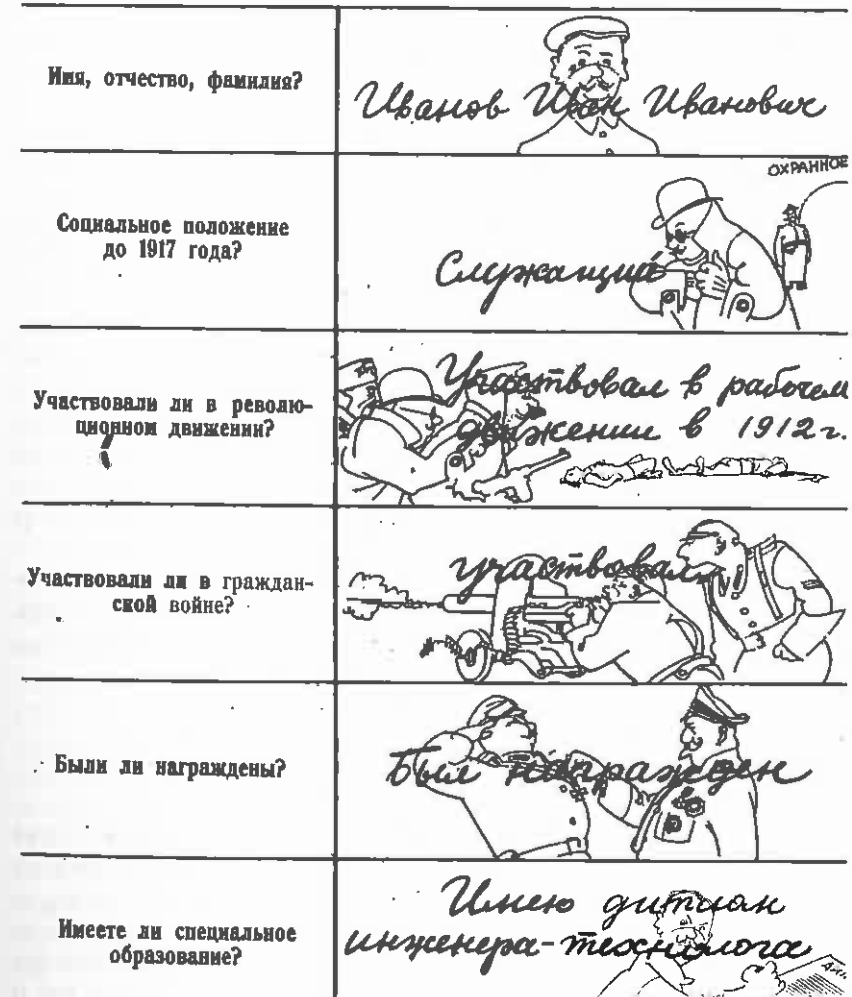 Имя, отчество, фамилия?
Иванов Иван Иванович
Социальное положение
до 1917 года?
ОХРАННОЕ
Служащий
Участвовали ли в револю-
ционном движении?
Участвовал в рабочем
движении в 1912 г.
Участвовали ли в граждан-
ской войне?
участвовал
Были ли награждены?
Был награжден
Имеете ли специальное
образование?
Имею диплом
инженера-технолога